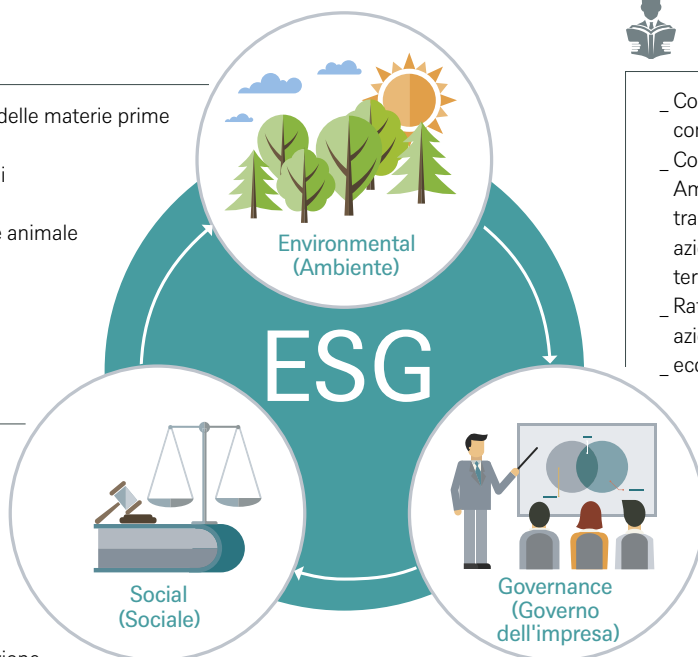 delle materie prime
i
e animale
Environmental
(Ambiente)
ESG
Social
(Sociale)
Governance
(Governo
dell'impresa)
_ Co
con
_ Co
Am
tra
azi
ter
_ Ra
azi
_ ecc